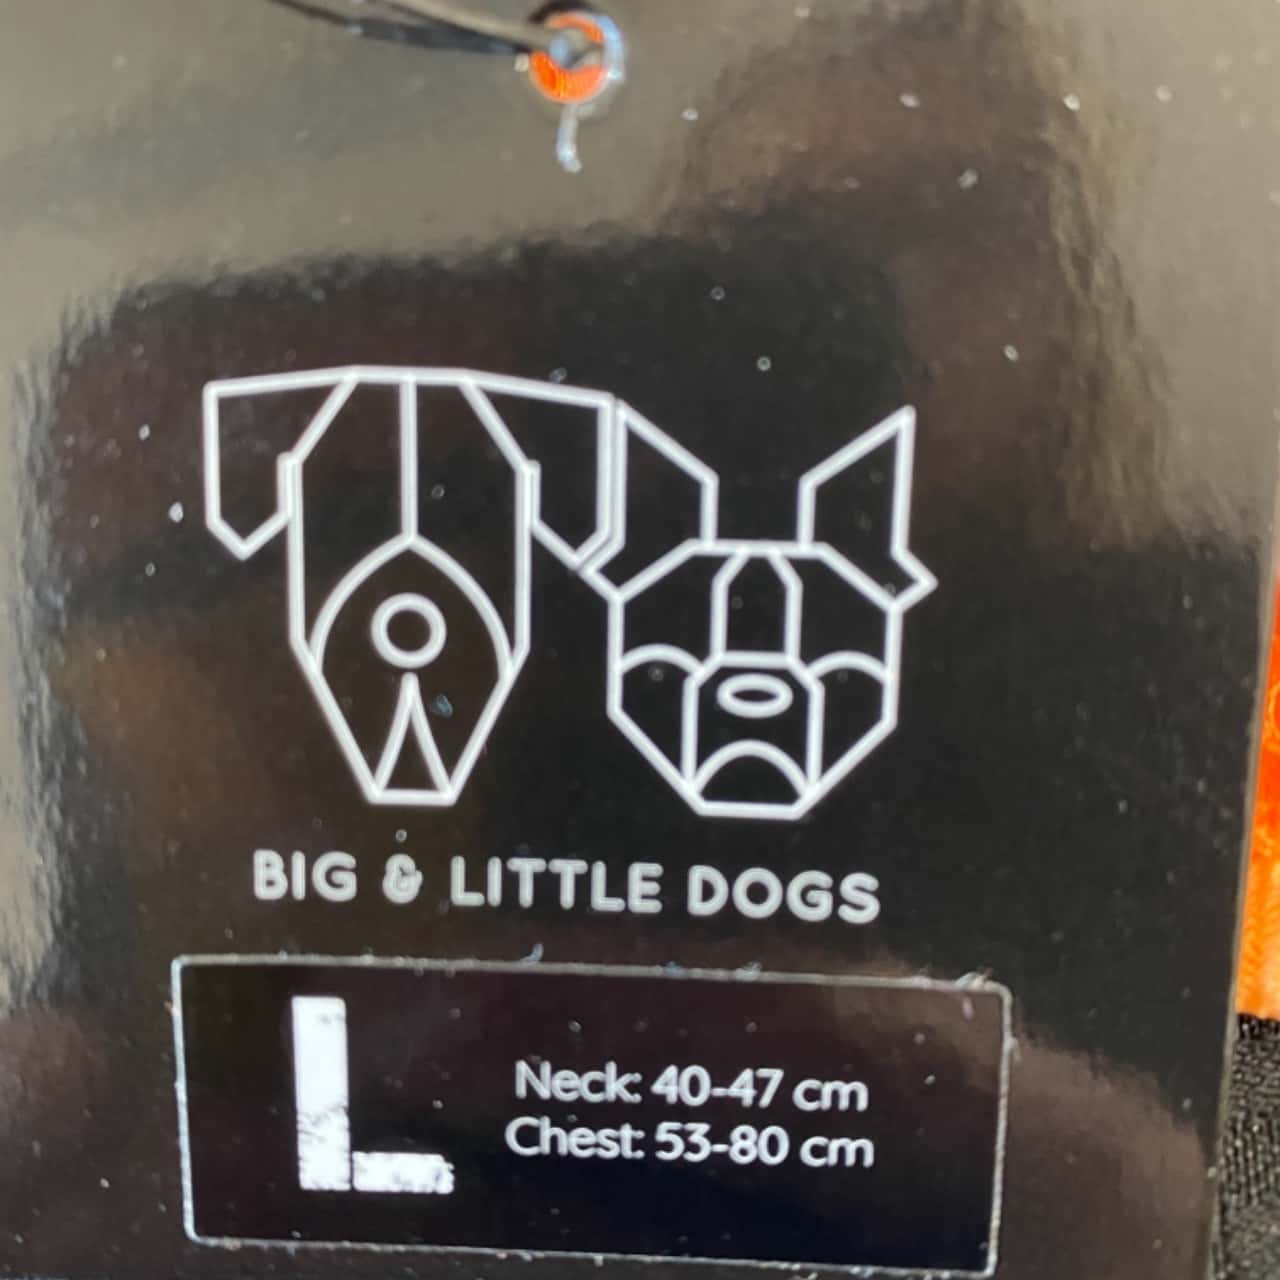 BIG & LITTLE DOGS
L
Neck: 40-47 cm
Chest: 53-80 cm